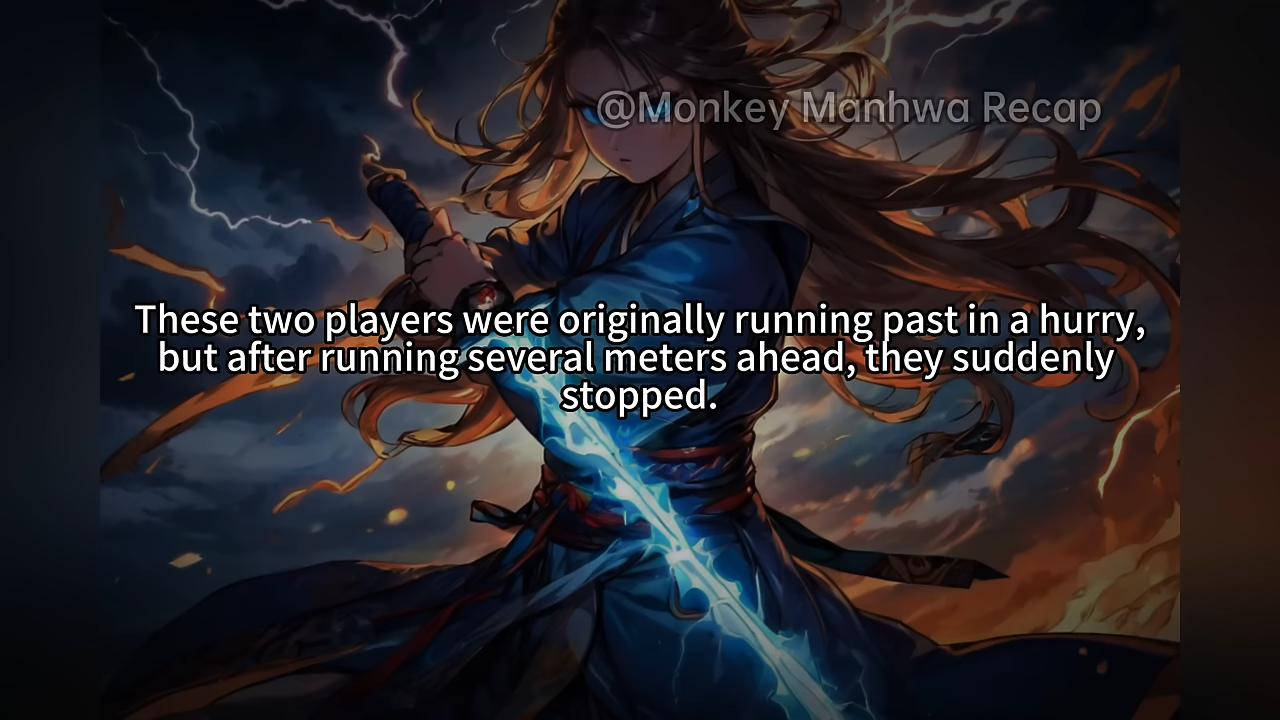 @Monkey Manhwa Recap
These two players were originally running past in a hurry,
but after running several meters ahead, they suddenly
stopped.